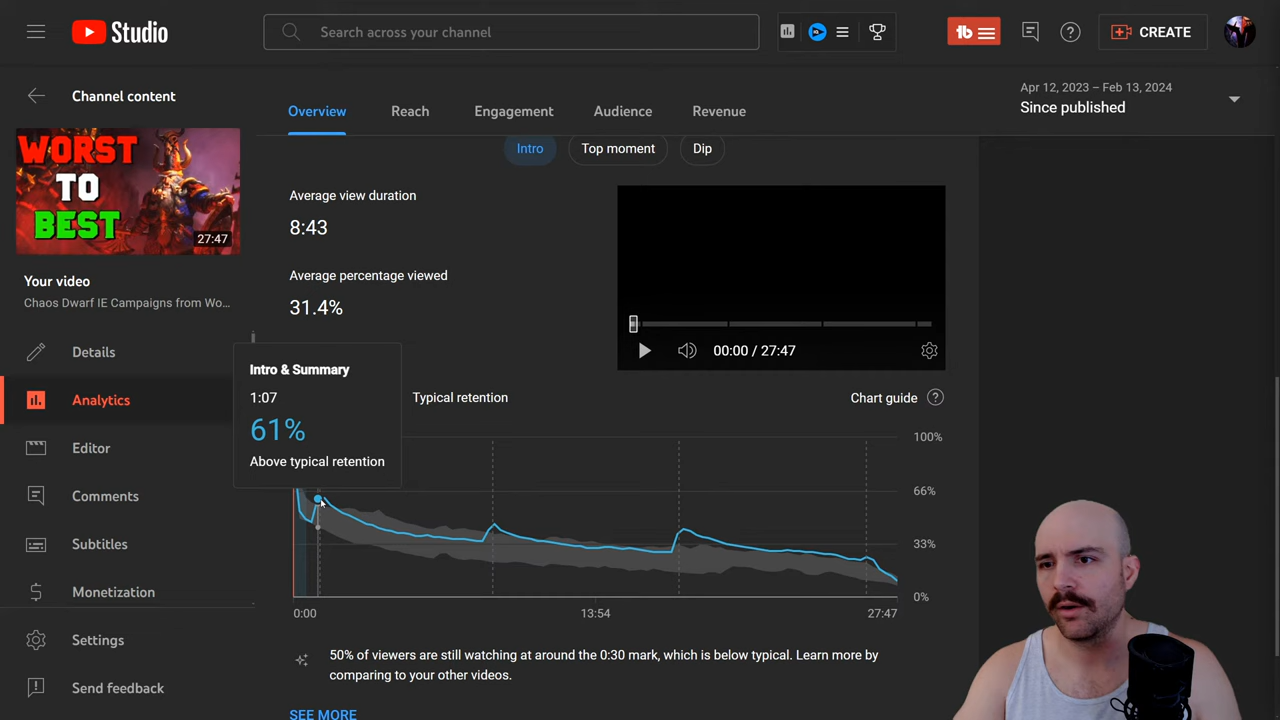 Studio
Search across your channel
CREATE
Channel content
WORST
TO
BEST
27:47
Your video
Chaos Dwarf IE Campaigns from Wo...
Details
Analytics
Editor
Comments
Subtitles
Monetization
Settings
Send feedback
Overview
Reach
Engagement
Audience
Revenue
Apr 12, 2023 – Feb 13, 2024
Since published
Intro
Top moment
Dip
Average view duration
8:43
Average percentage viewed
31.4%
00:00 / 27:47
Intro & Summary
1:07
61%
Above typical retention
Typical retention
Chart guide
100%
66%
33%
0%
0:00
13:54
27:47
50% of viewers are still watching at around the 0:30 mark, which is below typical. Learn more by
comparing to your other videos.
SEE MORE